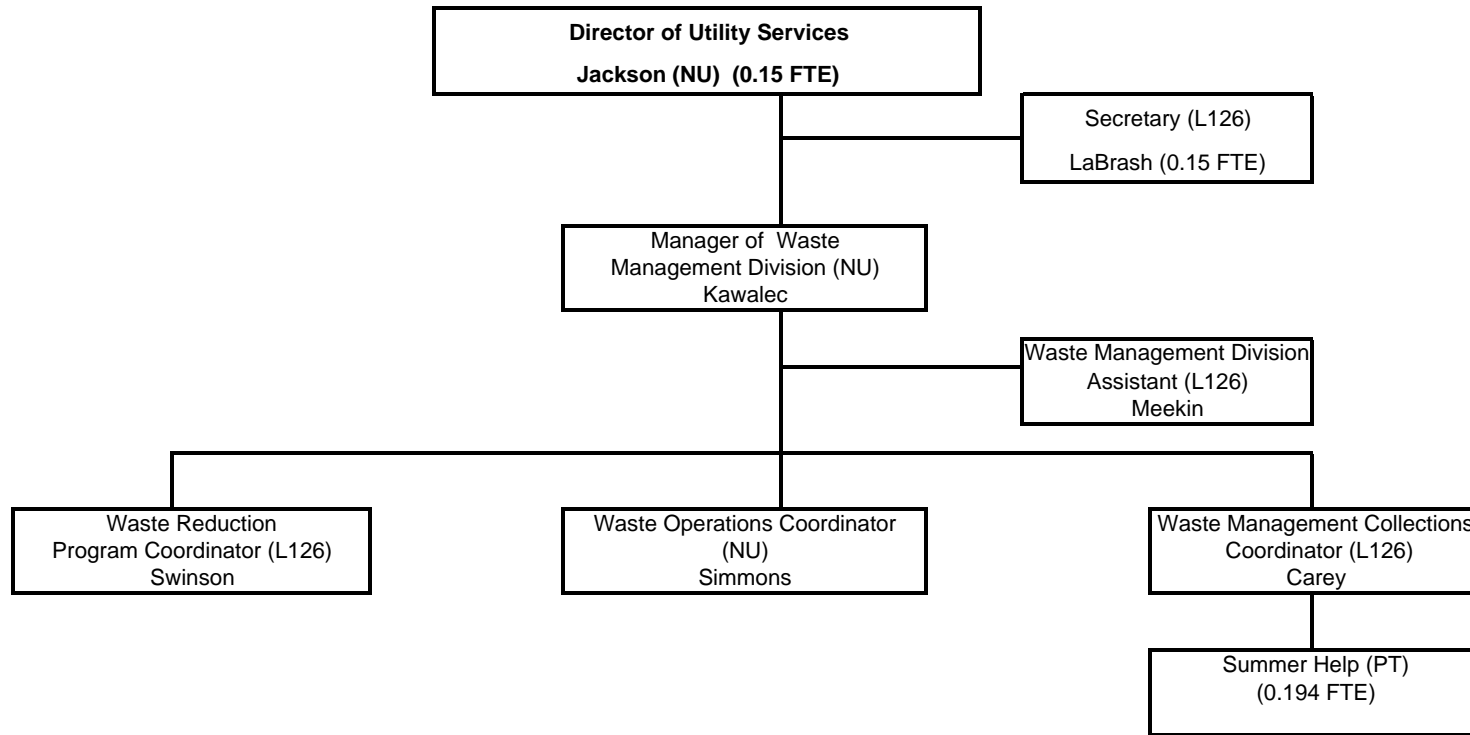 Director of Utility Services
Jackson (NU) (0.15 FTE)
Secretary (L126)
LaBrash (0.15 FTE)
Manager of Waste
Management Division (NU)
Kawalec
Waste Management Division
Assistant (L126)
Meekin
Waste Reduction
Program Coordinator (L126)
Swinson
Waste Operations Coordinator
(NU)
Simmons
Waste Management Collections
Coordinator (L126)
Carey
Summer Help (PT)
(0.194 FTE)